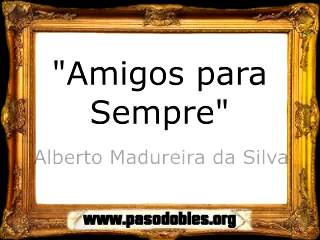 "Amigos para
Sempre"
Alberto Madureira da Silva
www.pasodobles.org